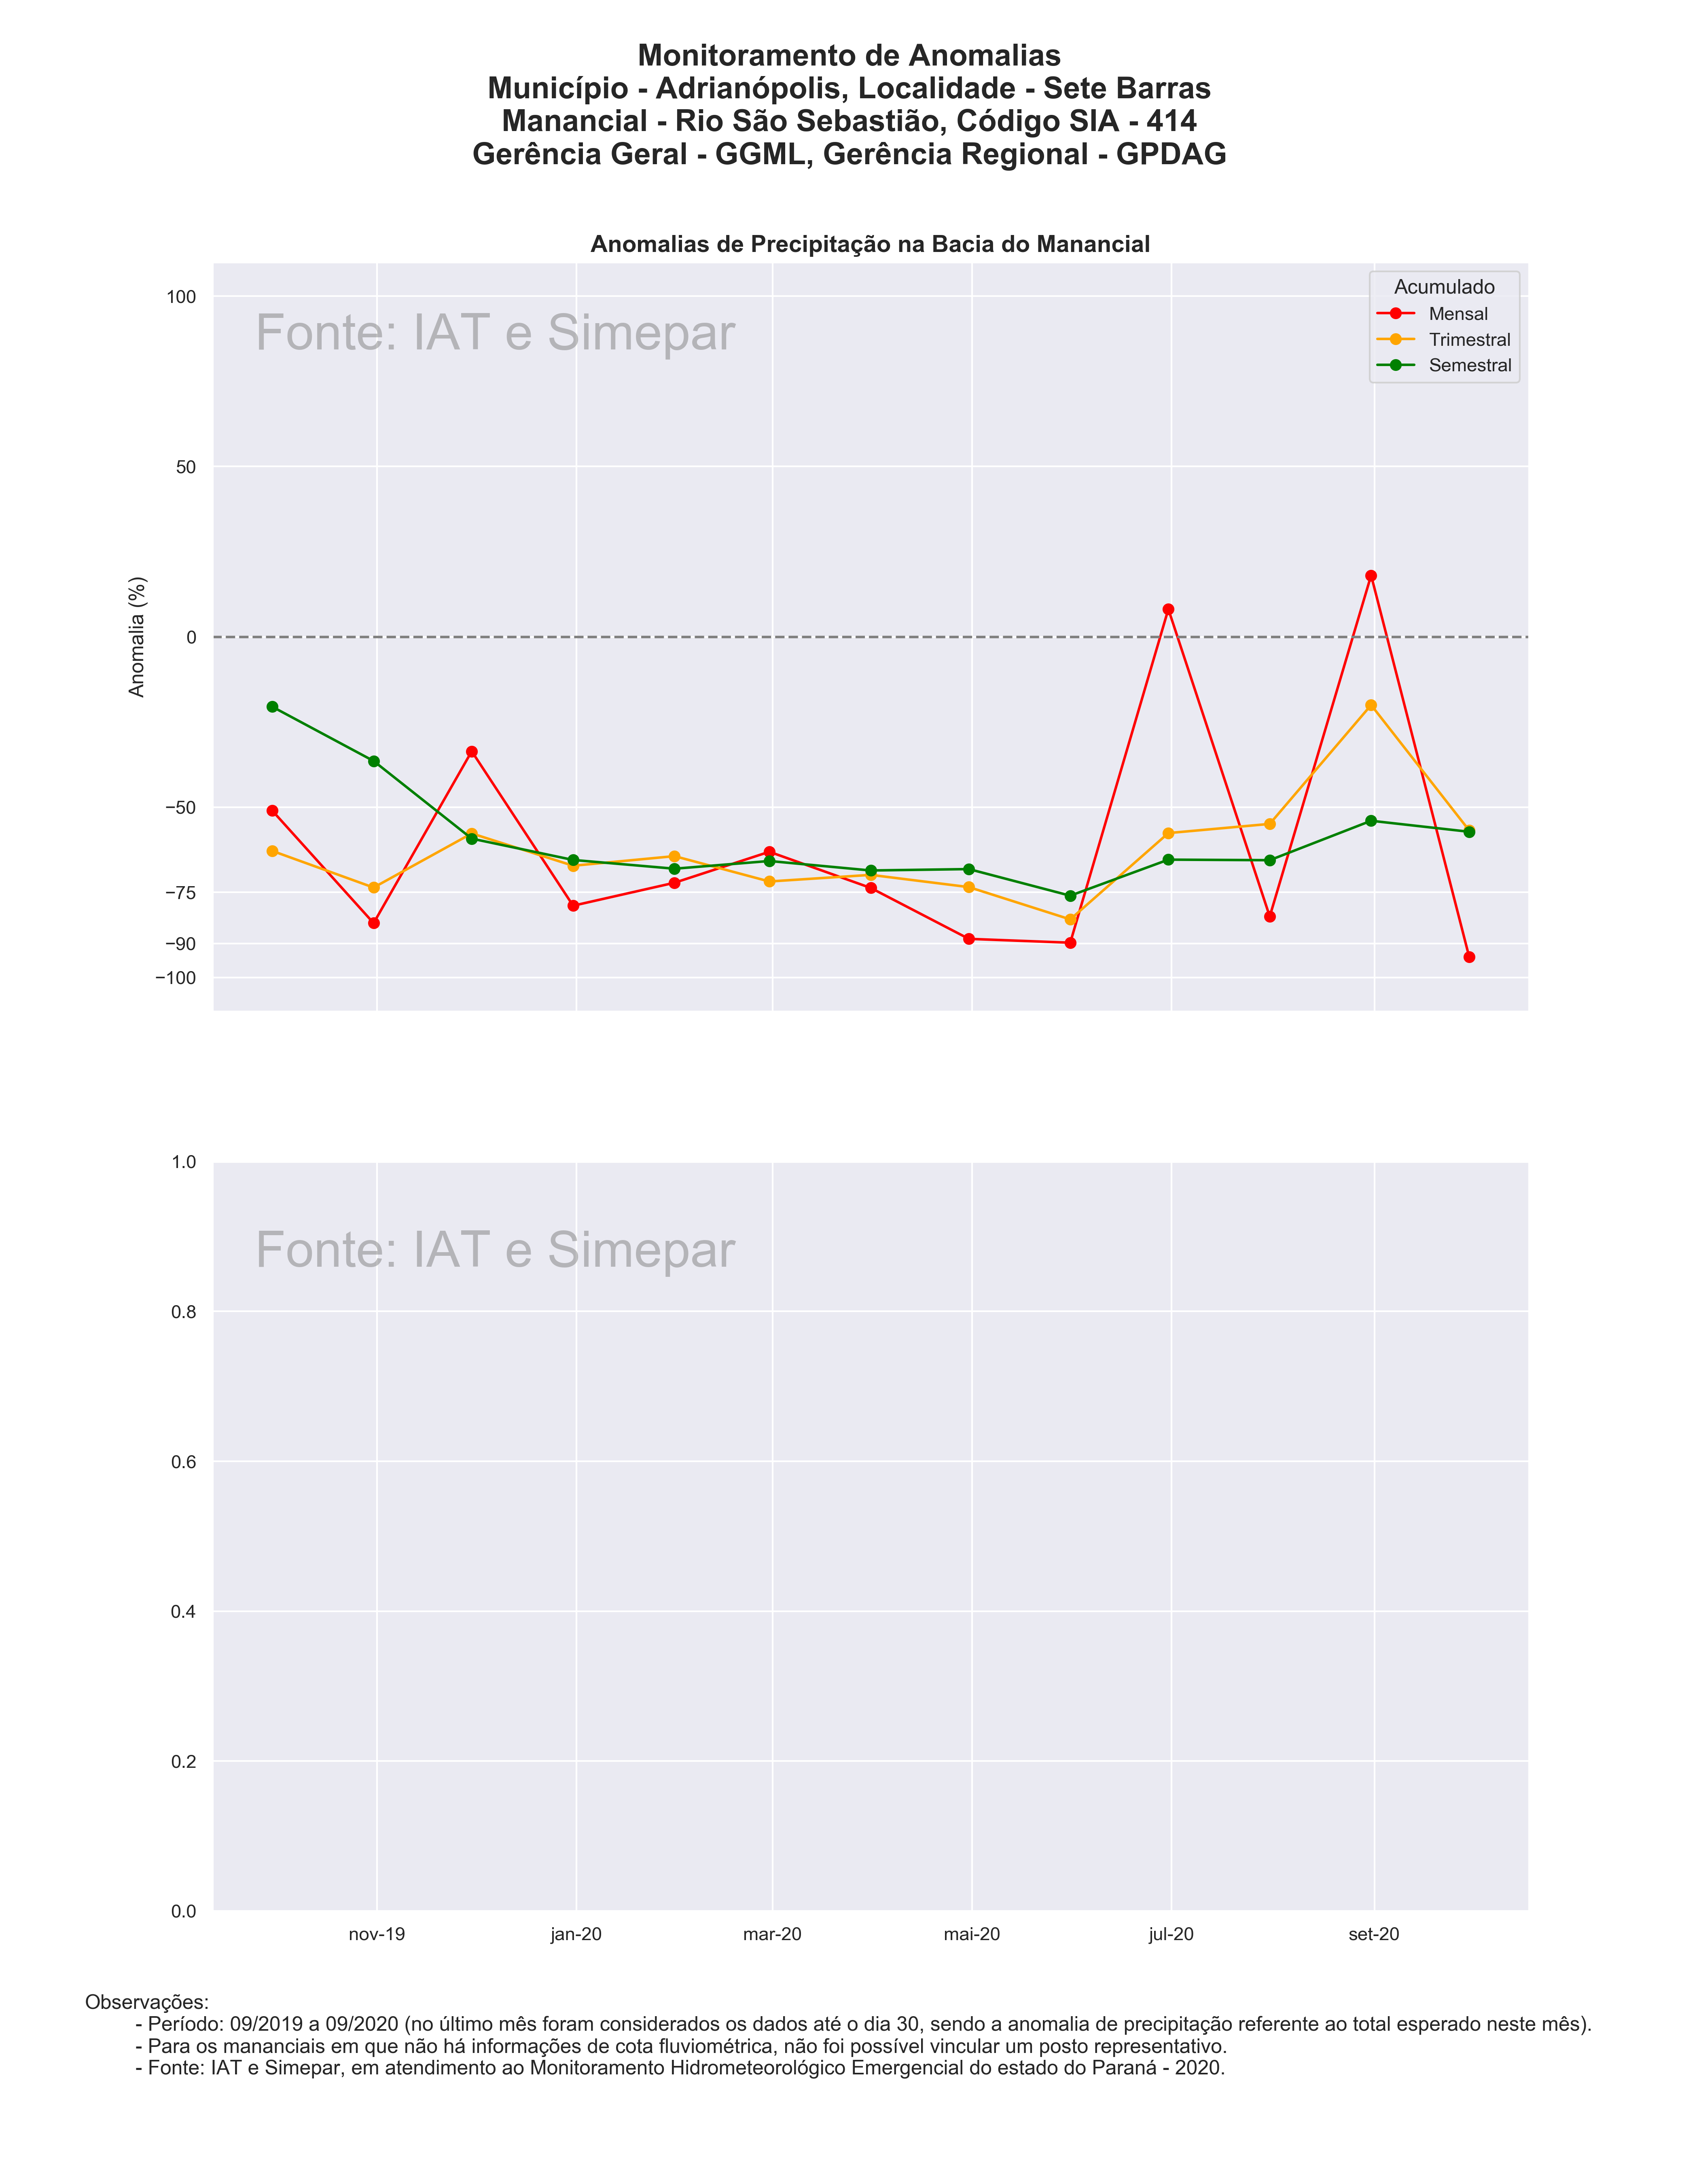 Monitoramento de Anomalias
Município - Adrianópolis, Localidade - Sete Barras
Manancial - Rio São Sebastião, Código SIA - 414
Gerência Geral - GGML, Gerência Regional - GPDAG
Anomalias de Precipitação na Bacia do Manancial
Fonte: IAT e Simepar
Acumulado
Mensal
Trimestral
Semestral
Anomalia (%)
100
50
0
−50
−75
−90
−100
Fonte: IAT e Simepar
1.0
0.8
0.6
0.4
0.2
0.0
nov-19 jan-20 mar-20 mai-20 jul-20 set-20
Observações:
- Período: 09/2019 a 09/2020 (no último mês foram considerados os dados até o dia 30, sendo a anomalia de precipitação referente ao total esperado neste mês).
- Para os mananciais em que não há informações de cota fluviométrica, não foi possível vincular um posto representativo.
- Fonte: IAT e Simepar, em atendimento ao Monitoramento Hidrometeorológico Emergencial do estado do Paraná - 2020.